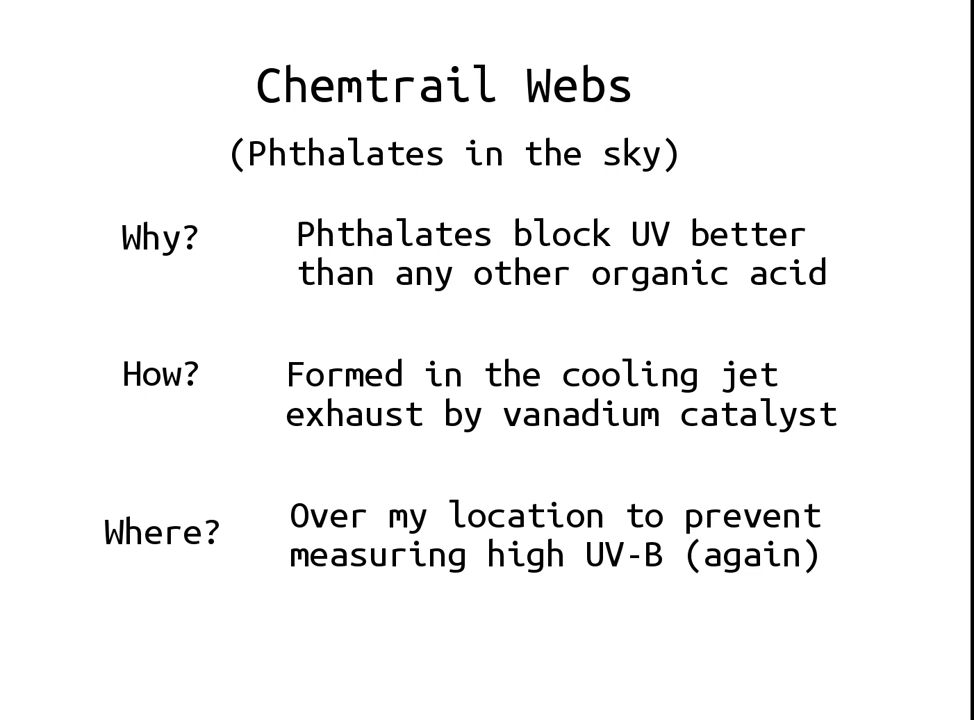 Chemtrail Webs
(Phthalates in the sky)
Why?
Phthalates block UV better
than any other organic acid
How?
Formed in the cooling jet
exhaust by vanadium catalyst
Where?
Over my location to prevent
measuring high UV-B (again)